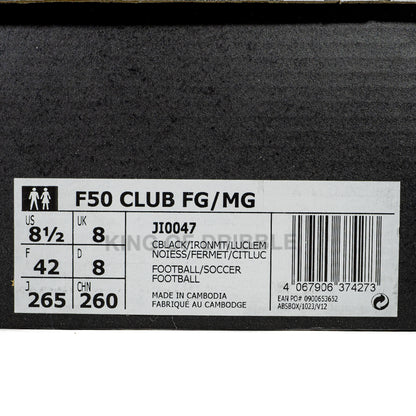 F50 CLUB FG/MG
US 8½ UK 8
F 42 D 8
J 265 CHN 260
JI0047
KING OF DRIBBLE
CBLACK/IRONMT/LUCLEM
NOIESS/FERMET/CITLUC
FOOTBALL/SOCCER
FOOTBALL
MADE IN CAMBODIA
FABRIQUÉ AU CAMBODGE
4 067906 374273
EAN PO# 0900653652
ABSBOX/1023/V12